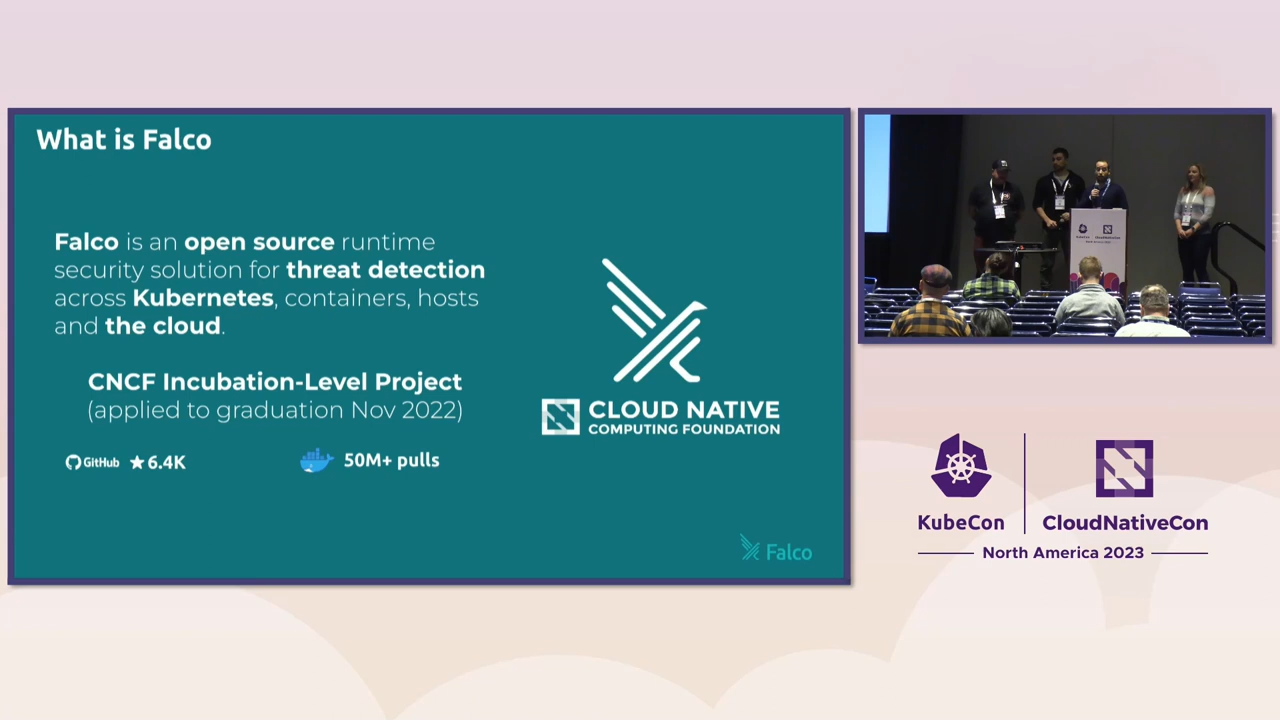 What is Falco
Falco is an open source runtime
security solution for threat detection
across Kubernetes, containers, hosts
and the cloud.
CNCF Incubation-Level Project
(applied to graduation Nov 2022)
GitHub ★ 6.4K
50M+ pulls
CLOUD NATIVE
COMPUTING FOUNDATION
Falco
KubeCon
CloudNativeCon
North America 2023